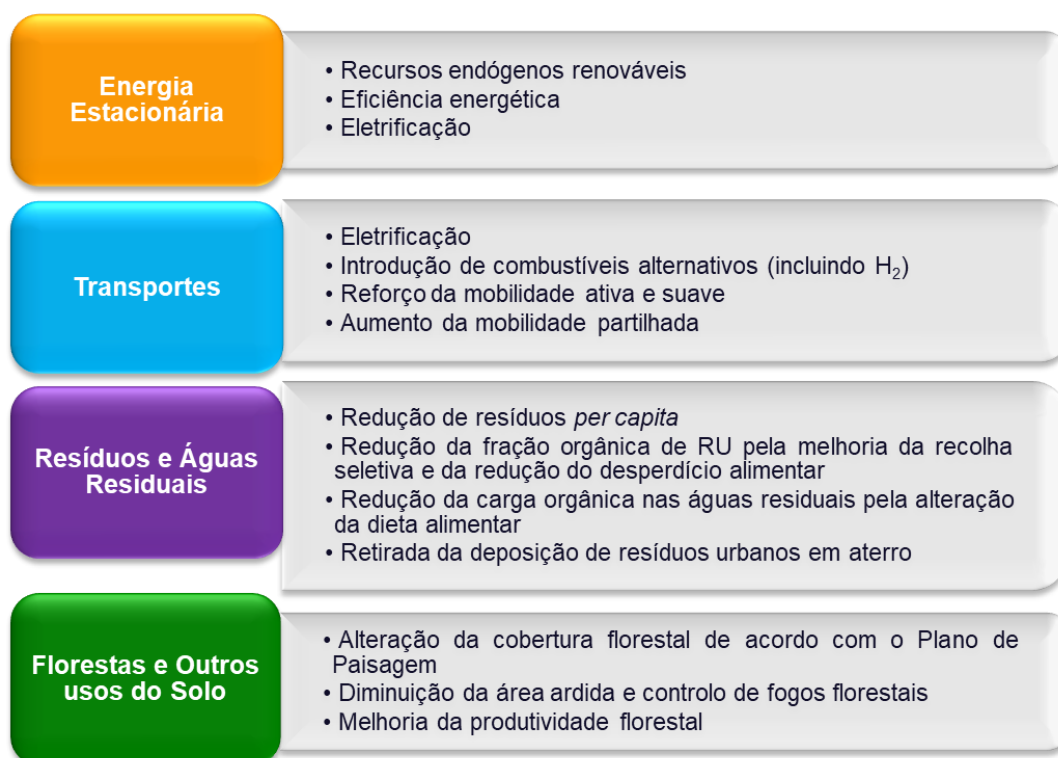 Energia
Estacionária
• Recursos endógenos renováveis
• Eficiência energética
• Eletrificação
Transportes
• Eletrificação
• Introdução de combustíveis alternativos (incluindo H₂)
• Reforço da mobilidade ativa e suave
• Aumento da mobilidade partilhada
Resíduos e Águas
Residuais
• Redução de resíduos per capita
• Redução da fração orgânica de RU pela melhoria da recolha
seletiva e da redução do desperdício alimentar
• Redução da carga orgânica nas águas residuais pela alteração
da dieta alimentar
• Retirada da deposição de resíduos urbanos em aterro
Florestas e Outros
usos do Solo
• Alteração da cobertura florestal de acordo com o Plano de
Paisagem
• Diminuição da área ardida e controlo de fogos florestais
• Melhoria da produtividade florestal